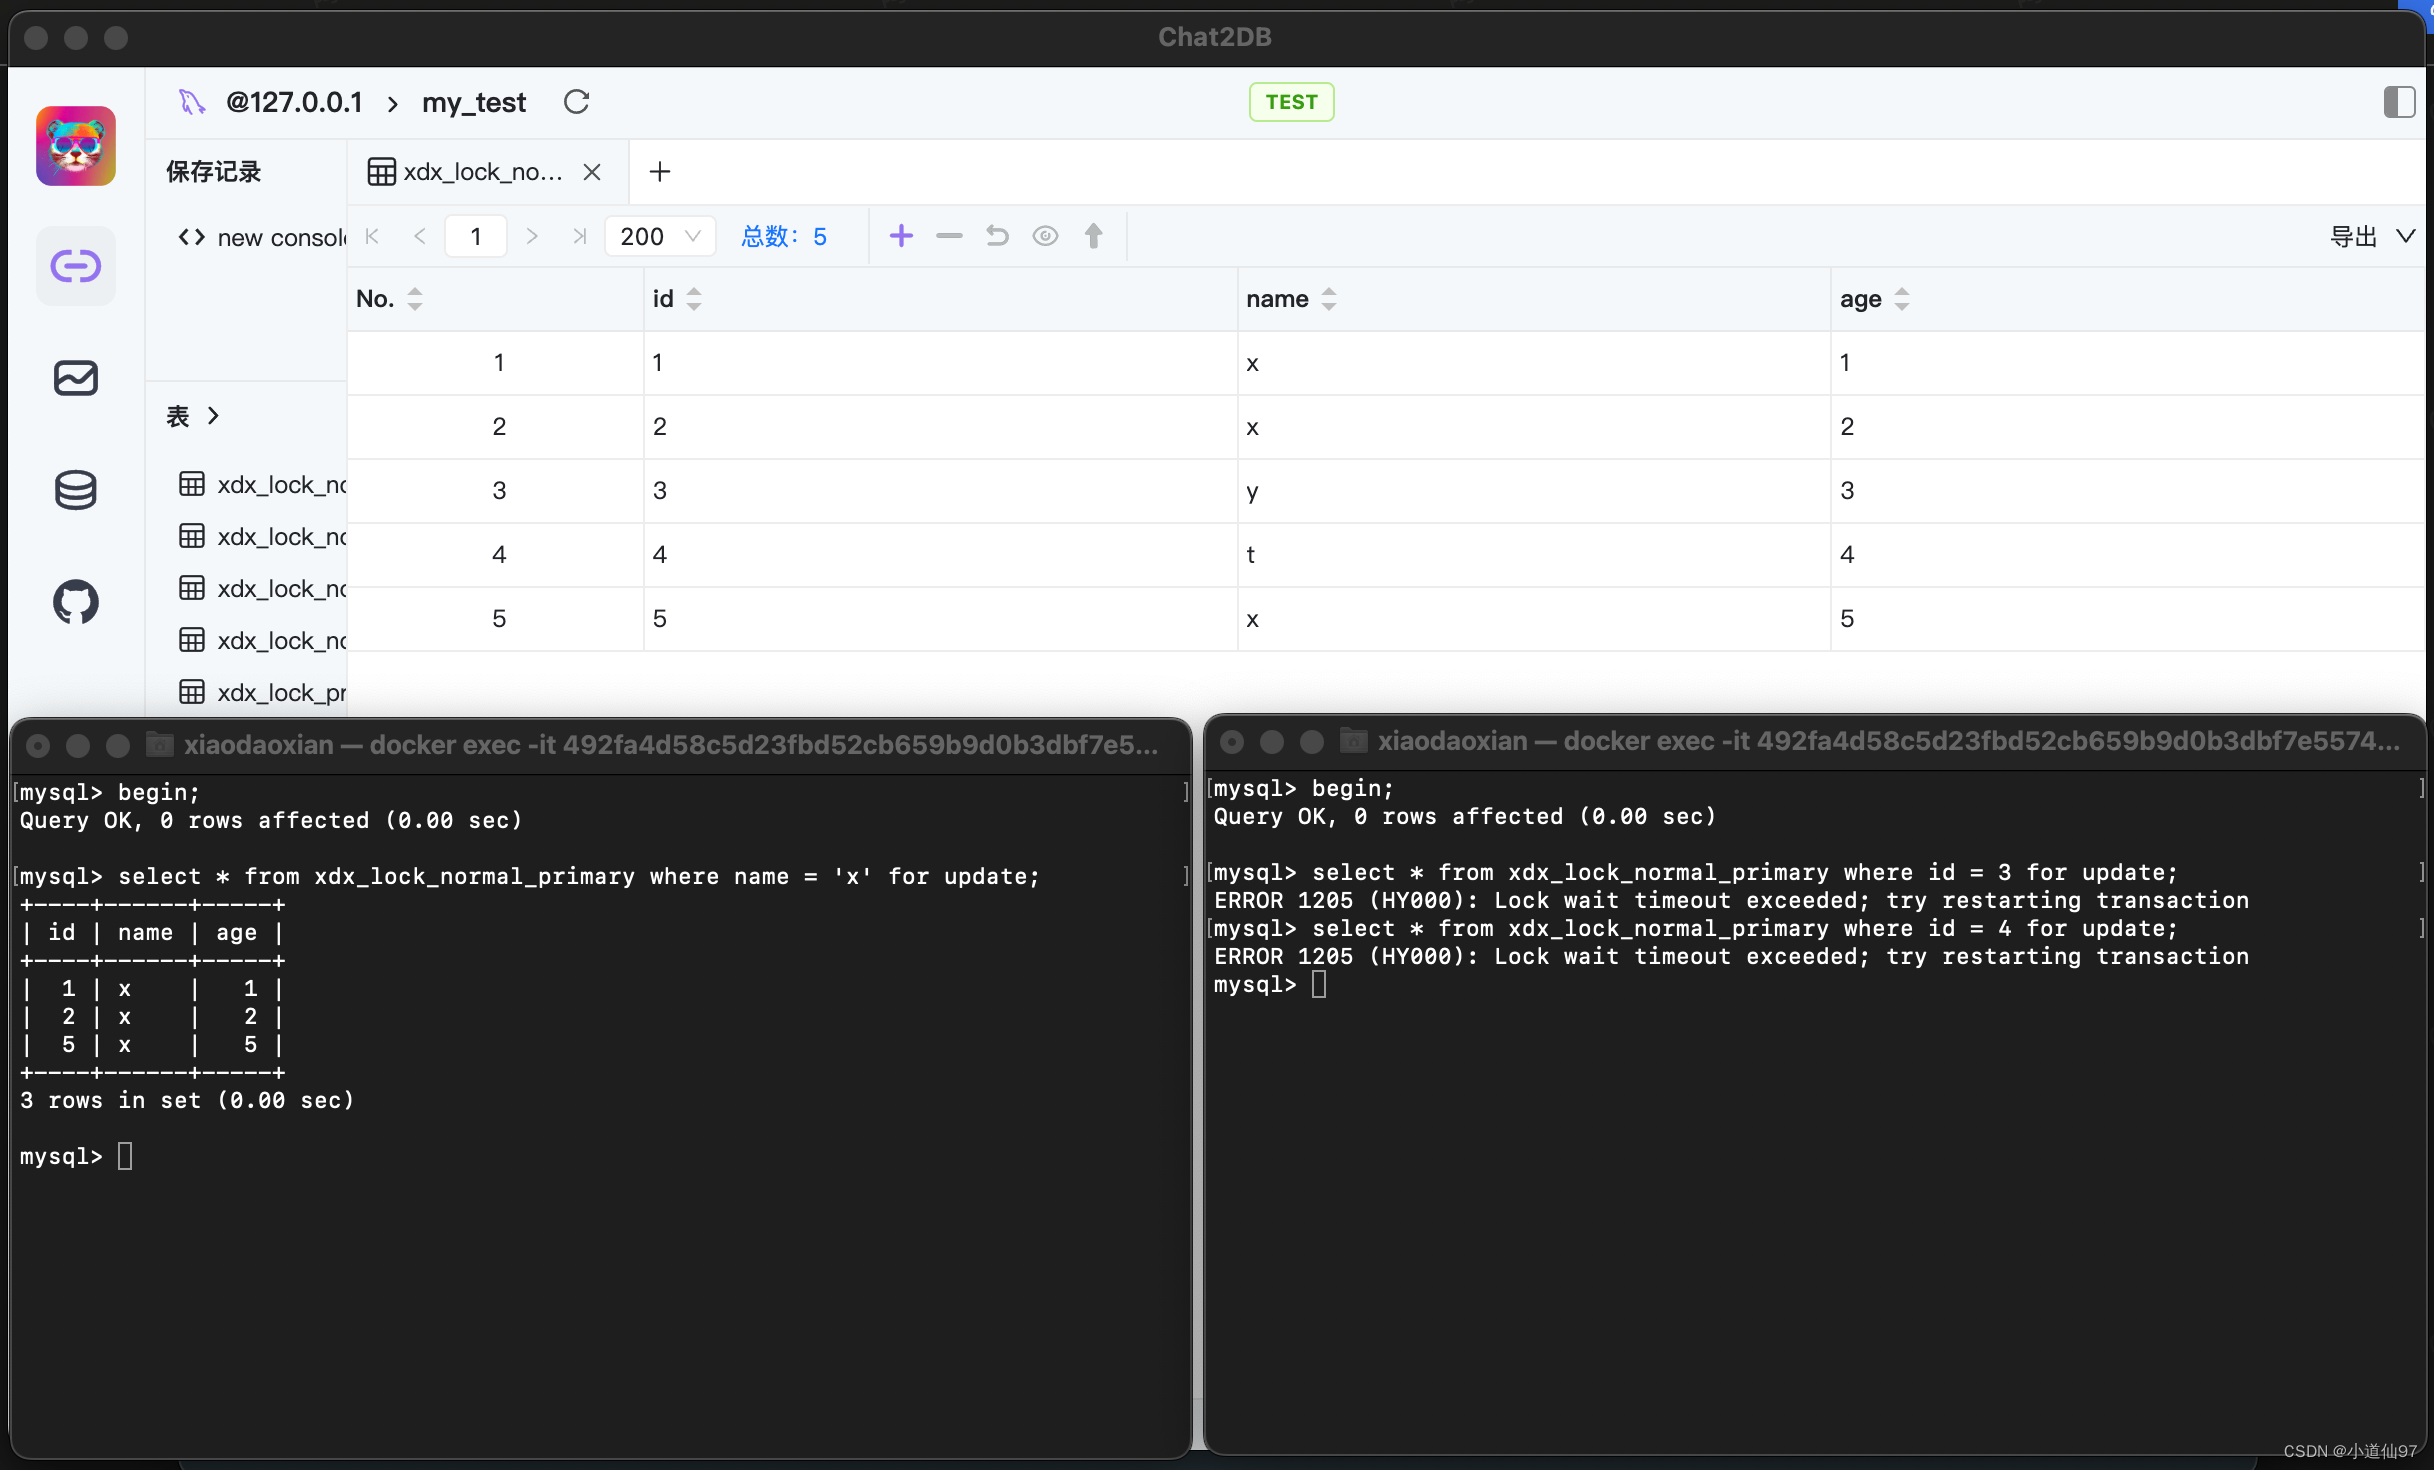 Chat2DB
@127.0.0.1 > my_test
TEST
保存记录
xdx_lock_no...
new consol
1
200
总数: 5
导出
No. id name age
1 1 x 1
2 2 x 2
3 3 y 3
4 4 t 4
5 5 x 5
表 >
xdx_lock_no
xdx_lock_no
xdx_lock_no
xdx_lock_no
xdx_lock_pr
xiaodaoxian — docker exec -it 492fa4d58c5d23fbd52cb659b9d0b3dbf7e5...
[mysql> begin; ]
Query OK, 0 rows affected (0.00 sec)
[mysql> select * from xdx_lock_normal_primary where name = 'x' for update; ]
+----+------+-----+
| id | name | age |
+----+------+-----+
|  1 | x    |   1 |
|  2 | x    |   2 |
|  5 | x    |   5 |
+----+------+-----+
3 rows in set (0.00 sec)
mysql>
xiaodaoxian — docker exec -it 492fa4d58c5d23fbd52cb659b9d0b3dbf7e5574...
[mysql> begin; ]
Query OK, 0 rows affected (0.00 sec)
[mysql> select * from xdx_lock_normal_primary where id = 3 for update; ]
ERROR 1205 (HY000): Lock wait timeout exceeded; try restarting transaction
[mysql> select * from xdx_lock_normal_primary where id = 4 for update; ]
ERROR 1205 (HY000): Lock wait timeout exceeded; try restarting transaction
mysql>
CSDN @小道仙97